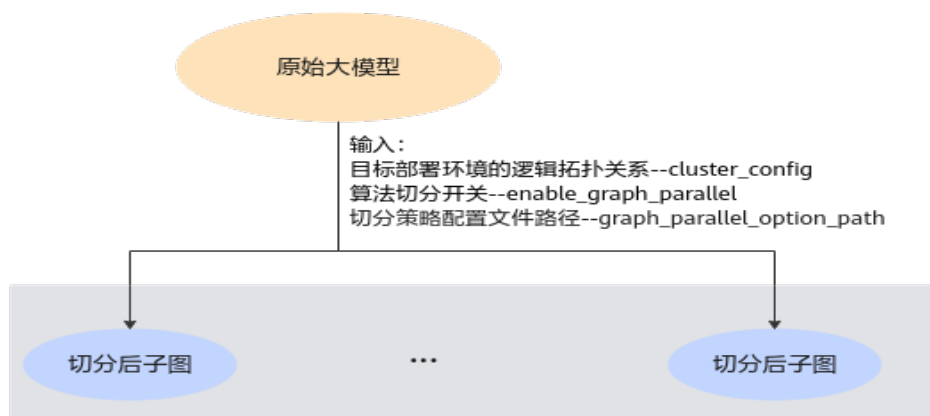 原始大模型
输入：
目标部署环境的逻辑拓扑关系--cluster_config
算法切分开关--enable_graph_parallel
切分策略配置文件路径--graph_parallel_option_path
切分后子图
...
切分后子图